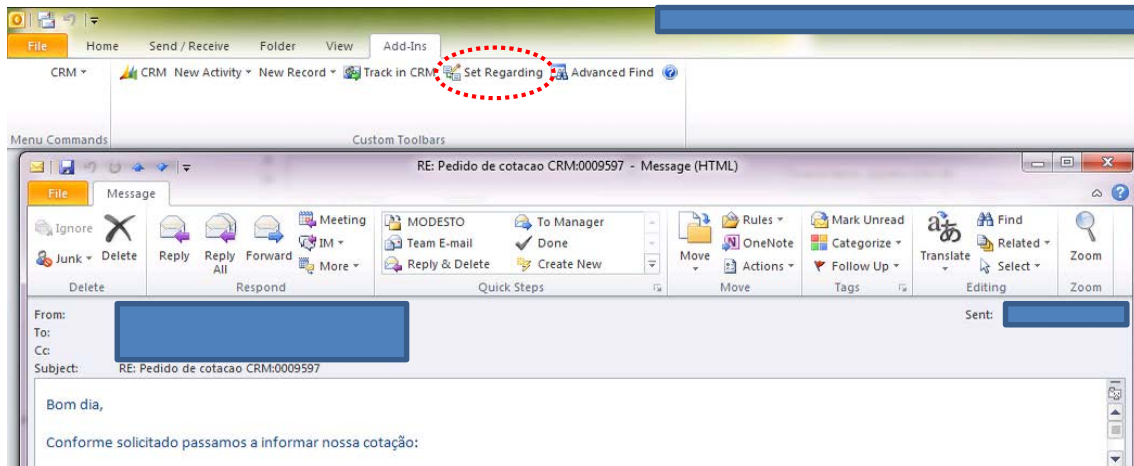 File Home Send / Receive Folder View Add-Ins
CRM CRM New Activity New Record Track in CRM Set Regarding Advanced Find
Menu Commands Custom Toolbars
RE: Pedido de cotacao CRM:0009597 - Message (HTML)
File Message
Ignore Meeting MODESTO To Manager Rules Mark Unread Find
IM Team E-mail Done OneNote Categorize Related
Junk Delete Reply Reply All Forward More Reply & Delete Create New Move Actions Follow Up Translate Select Zoom
Delete Respond Quick Steps Move Tags Editing Zoom
From: Sent:
To:
Cc:
Subject: RE: Pedido de cotacao CRM:0009597
Bom dia,
Conforme solicitado passamos a informar nossa cotação: